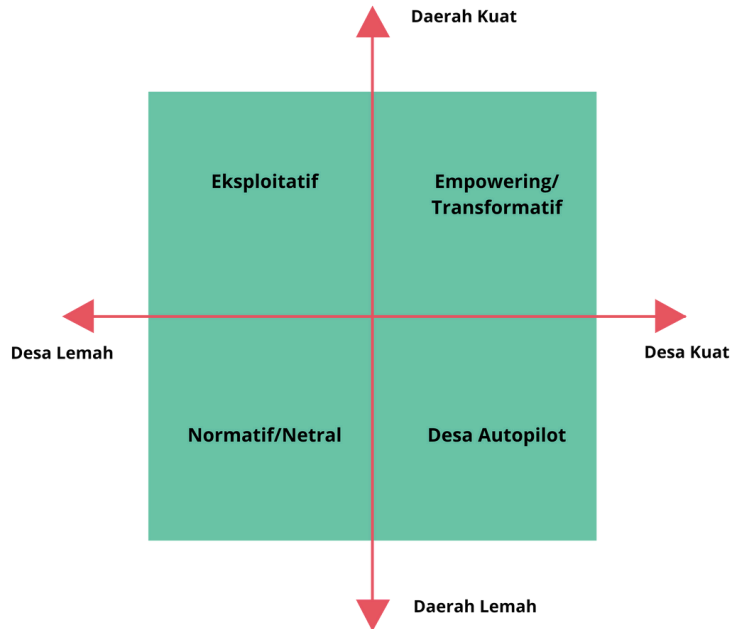 Daerah Kuat
Eksploitatif
Empowering/
Transformatif
Desa Lemah
Desa Kuat
Normatif/Netral
Desa Autopilot
Daerah Lemah